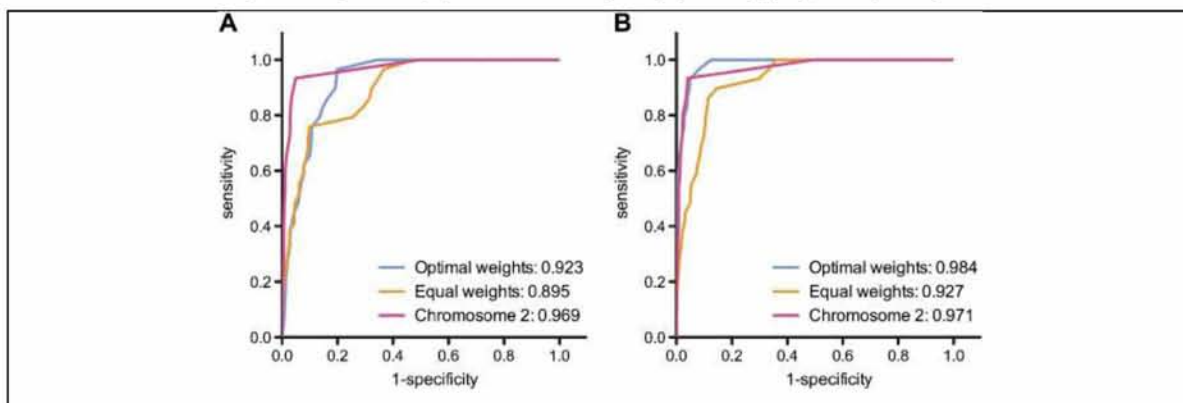 A
1.0
0.8
0.6
0.4
0.2
0.0
sensitivity
Optimal weights: 0.923
Equal weights: 0.895
Chromosome 2: 0.969
0.0 0.2 0.4 0.6 0.8 1.0
1-specificity
B
1.0
0.8
0.6
0.4
0.2
0.0
sensitivity
Optimal weights: 0.984
Equal weights: 0.927
Chromosome 2: 0.971
0.0 0.2 0.4 0.6 0.8 1.0
1-specificity